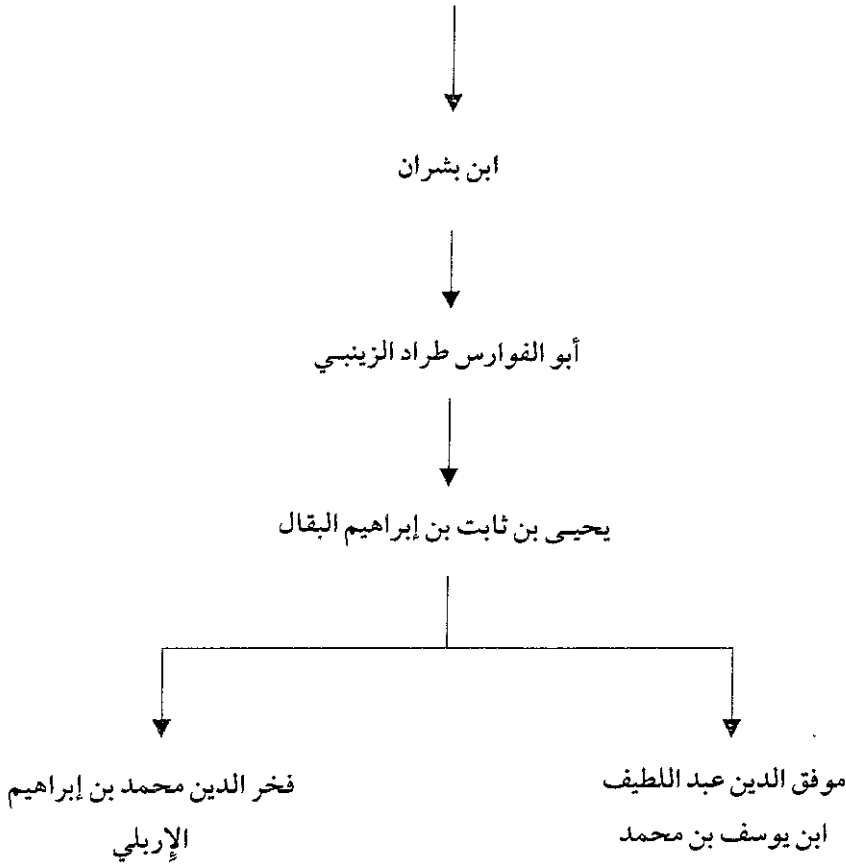 ابن بشران
أبو الفوارس طراد الزينبي
يحيى بن ثابت بن إبراهيم البقال
موفق الدين عبد اللطيف
ابن يوسف بن محمد
فخر الدين محمد بن إبراهيم
الإربلي